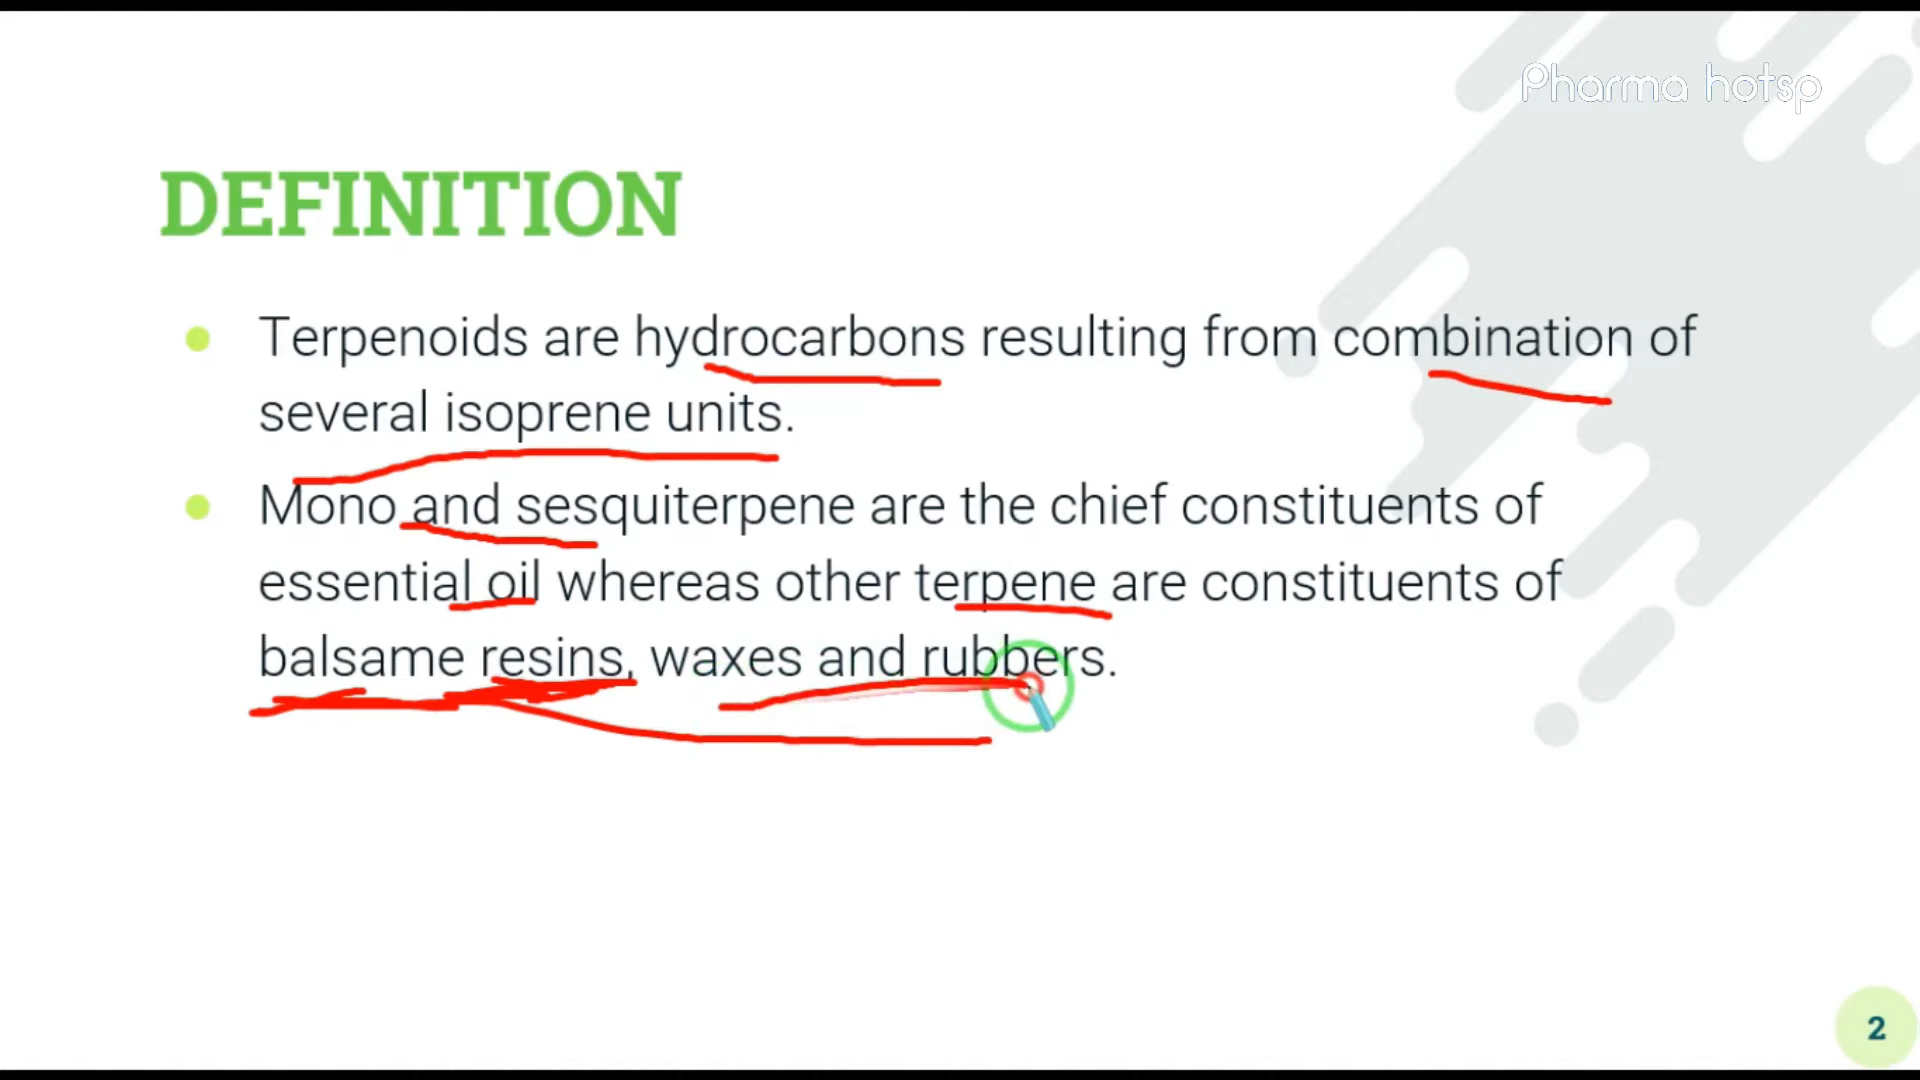 Pharma hotsp
DEFINITION
Terpenoids are hydrocarbons resulting from combination of
several isoprene units.
Mono and sesquiterpene are the chief constituents of
essential oil whereas other terpene are constituents of
balsame resins, waxes and rubbers.
2